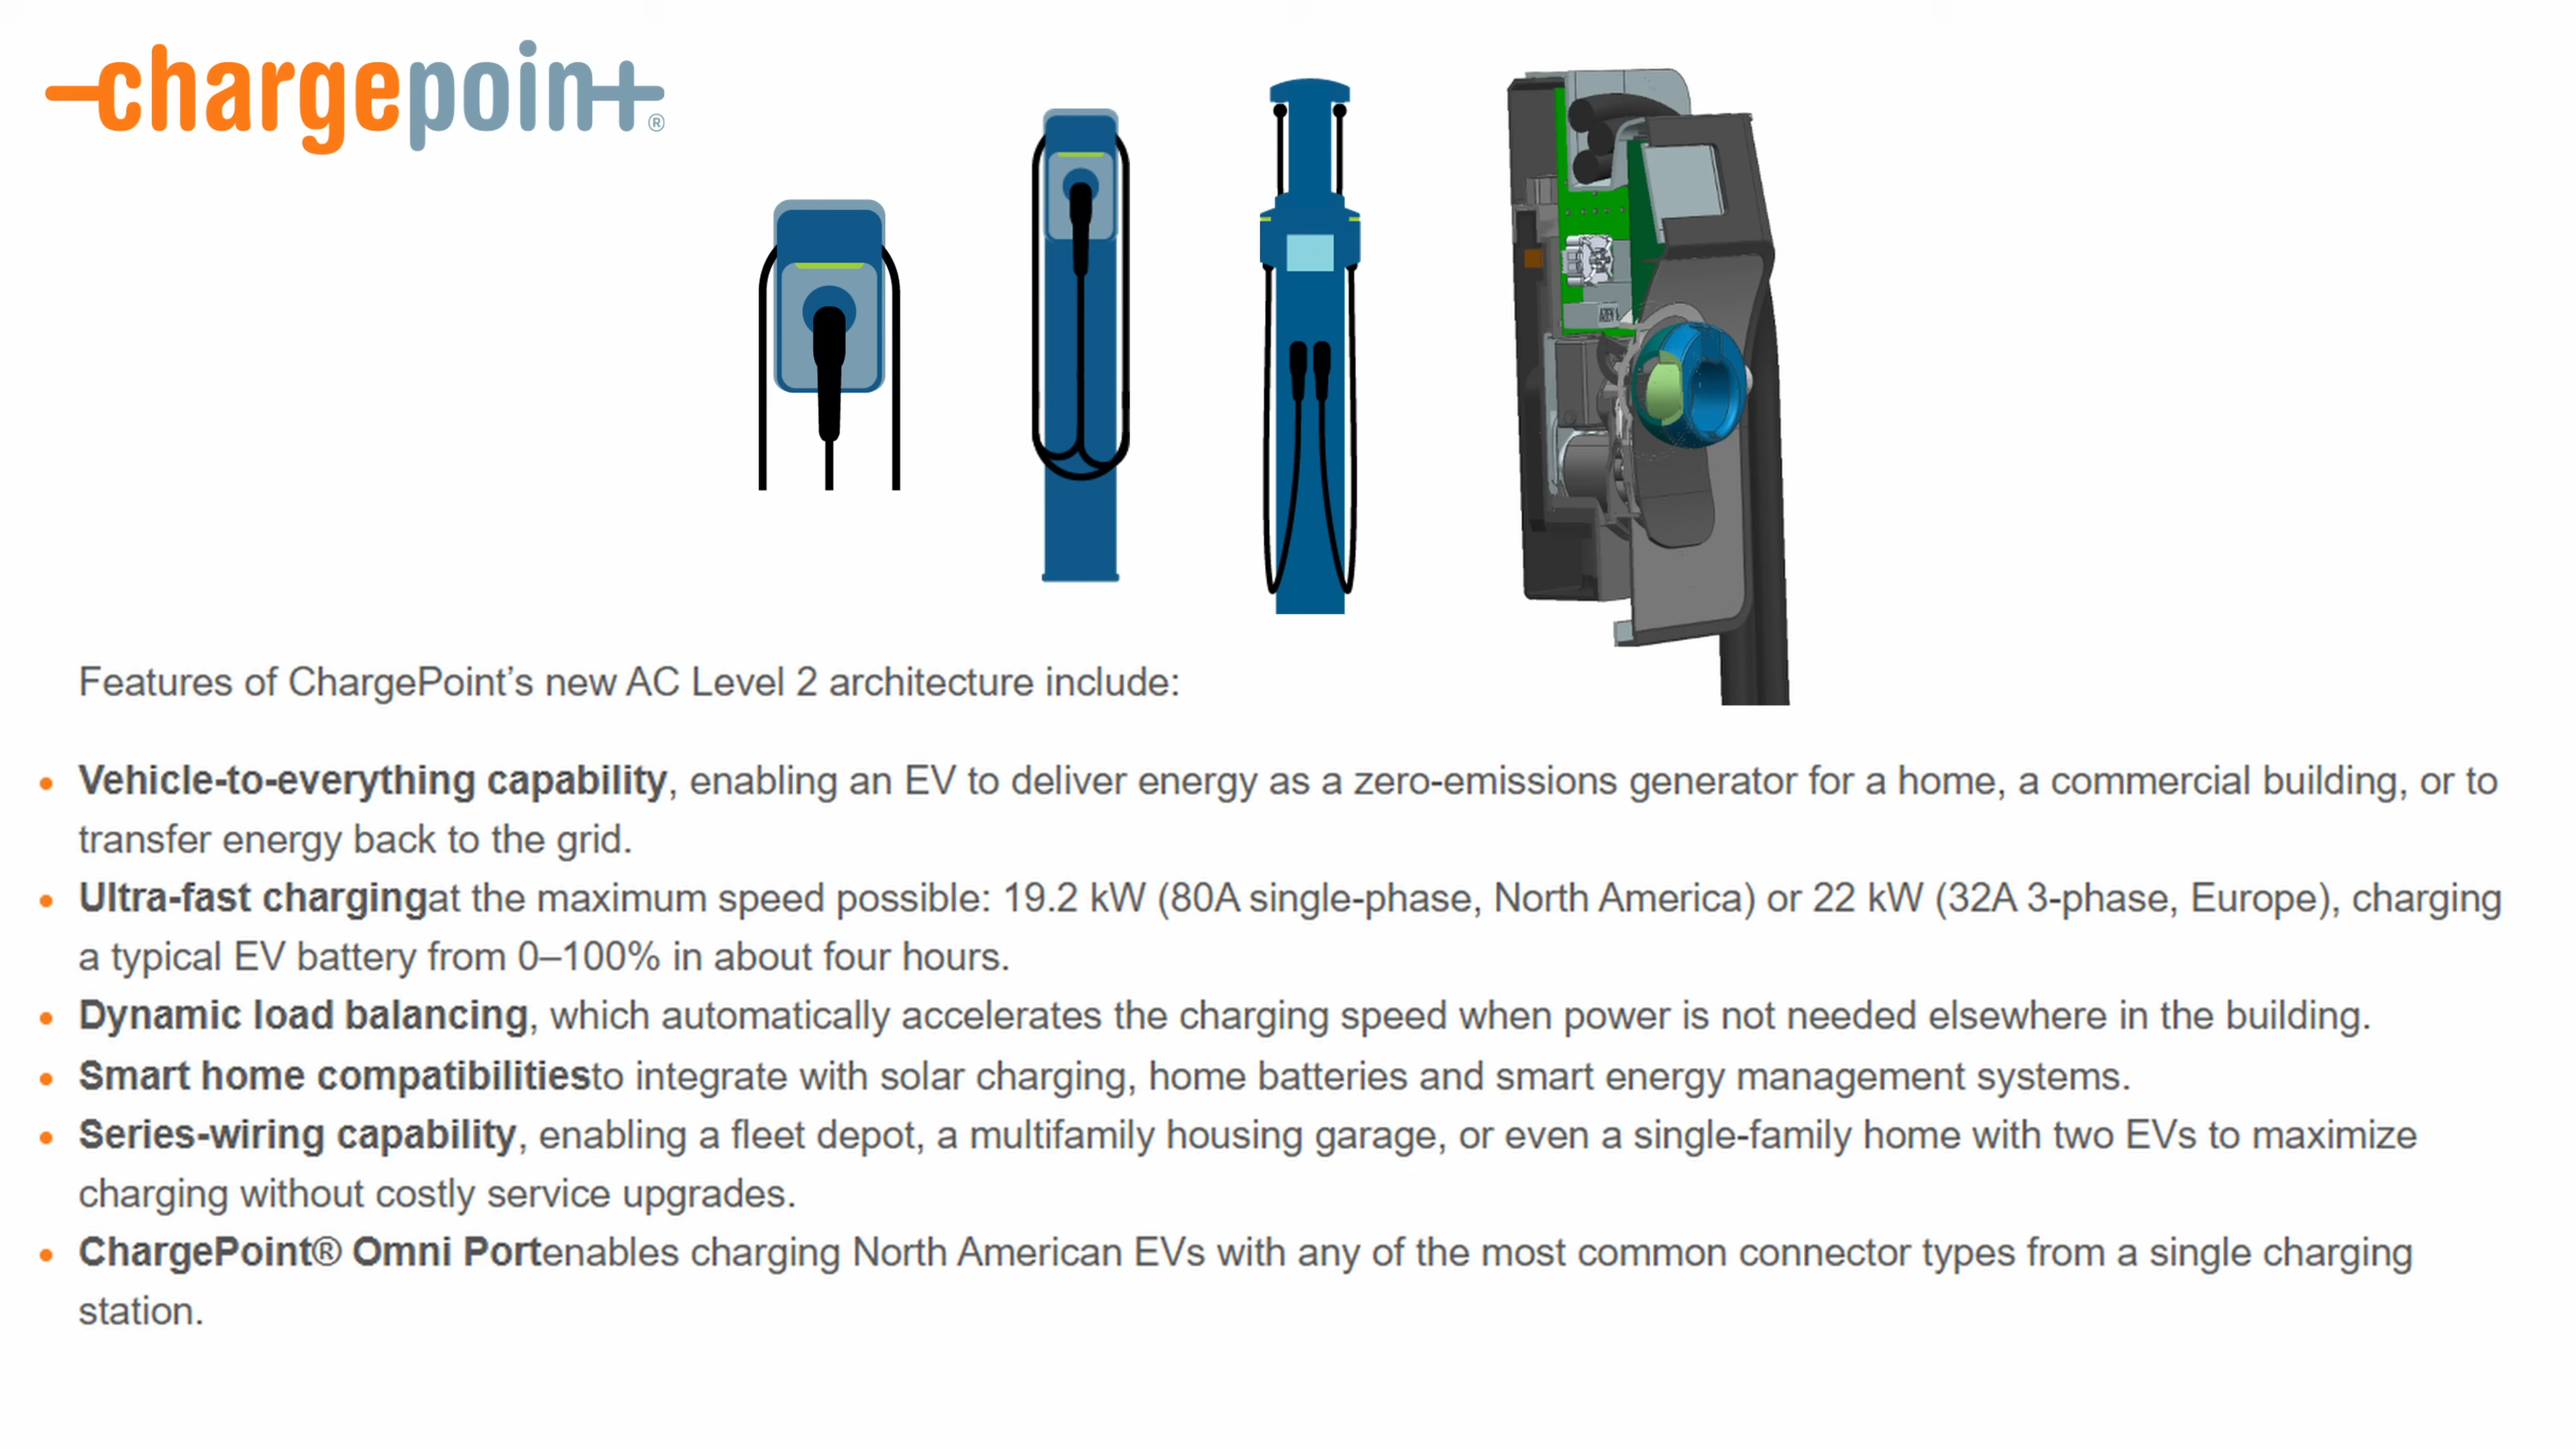 chargepoint®
Features of ChargePoint’s new AC Level 2 architecture include:
• Vehicle-to-everything capability, enabling an EV to deliver energy as a zero-emissions generator for a home, a commercial building, or to
transfer energy back to the grid.
• Ultra-fast chargingat the maximum speed possible: 19.2 kW (80A single-phase, North America) or 22 kW (32A 3-phase, Europe), charging
a typical EV battery from 0–100% in about four hours.
• Dynamic load balancing, which automatically accelerates the charging speed when power is not needed elsewhere in the building.
• Smart home compatibilitiesto integrate with solar charging, home batteries and smart energy management systems.
• Series-wiring capability, enabling a fleet depot, a multifamily housing garage, or even a single-family home with two EVs to maximize
charging without costly service upgrades.
• ChargePoint® Omni Portenables charging North American EVs with any of the most common connector types from a single charging
station.